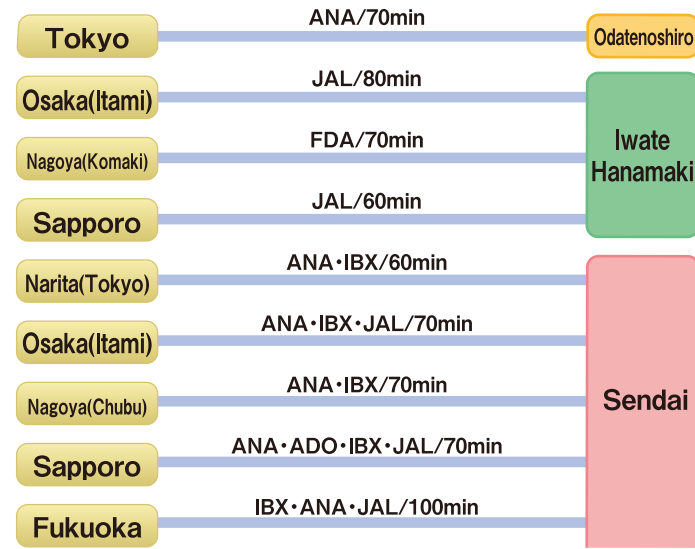 Tokyo
ANA/70min
Odatenoshiro
Osaka(Itami)
JAL/80min
Nagoya(Komaki)
FDA/70min
Iwate
Hanamaki
Sapporo
JAL/60min
Narita(Tokyo)
ANA・IBX/60min
Osaka(Itami)
ANA・IBX・JAL/70min
Nagoya(Chubu)
ANA・IBX/70min
Sendai
Sapporo
ANA・ADO・IBX・JAL/70min
Fukuoka
IBX・ANA・JAL/100min